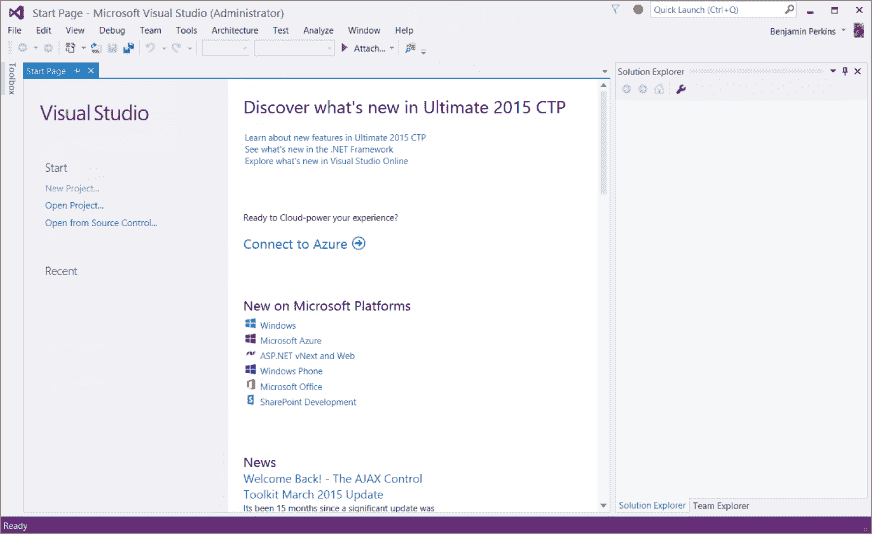 Start Page - Microsoft Visual Studio (Administrator)
Quick Launch (Ctrl+Q)
File Edit View Debug Team Tools Architecture Test Analyze Window Help
Benjamin Perkins
Attach...
Toolbox
Start Page
Solution Explorer
Visual Studio
Start
New Project...
Open Project...
Open from Source Control...
Recent
Discover what's new in Ultimate 2015 CTP
Learn about new features in Ultimate 2015 CTP
See what's new in the .NET Framework
Explore what's new in Visual Studio Online
Ready to Cloud-power your experience?
Connect to Azure
New on Microsoft Platforms
Windows
Microsoft Azure
ASP.NET vNext and Web
Windows Phone
Microsoft Office
SharePoint Development
News
Welcome Back! - The AJAX Control
Toolkit March 2015 Update
Its been 15 months since a significant update was
Solution Explorer Team Explorer
Ready